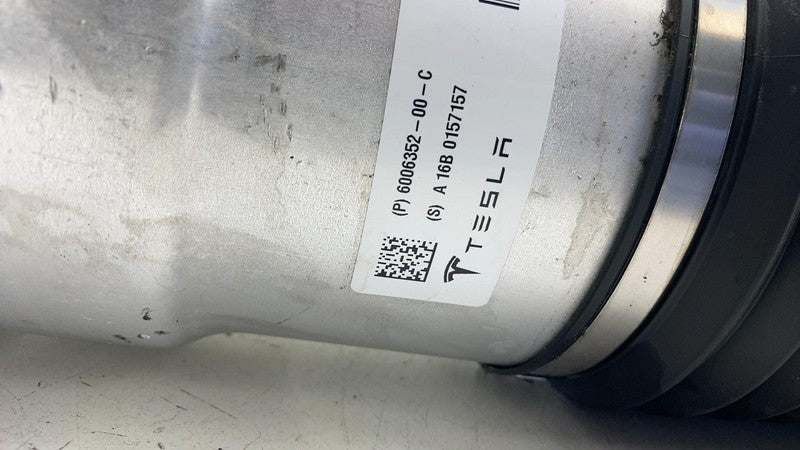 (P) 6006352-00-C
(S) A 16B 0157157
TESLA